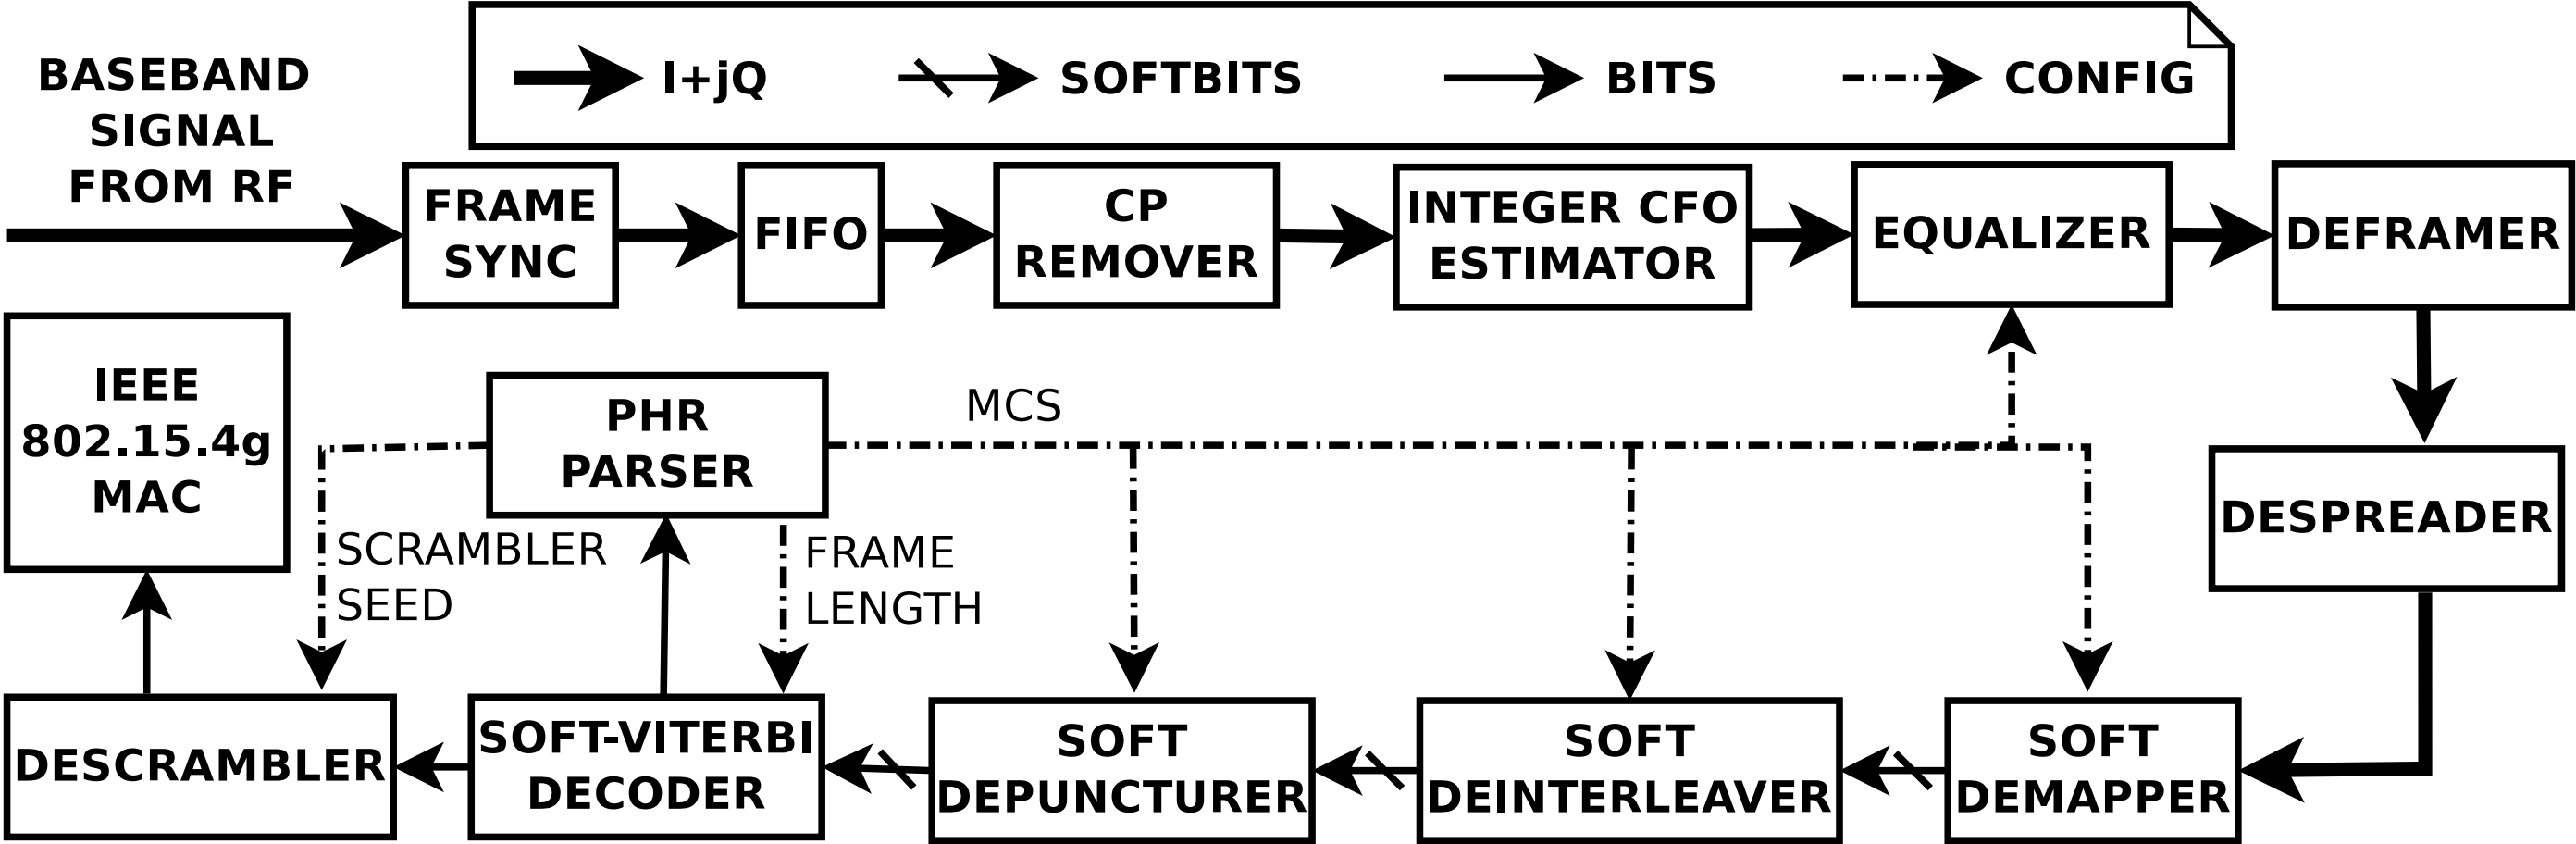 BASEBAND
SIGNAL
FROM RF
I+jQ
SOFTBITS
BITS
CONFIG
FRAME
SYNC
FIFO
CP
REMOVER
INTEGER CFO
ESTIMATOR
EQUALIZER
DEFRAMER
IEEE
802.15.4g
MAC
PHR
PARSER
MCS
SCRAMBLER
SEED
FRAME
LENGTH
DESPREADER
DESCRAMBLER
SOFT-VITERBI
DECODER
SOFT
DEPUNCTURER
SOFT
DEINTERLEAVER
SOFT
DEMAPPER